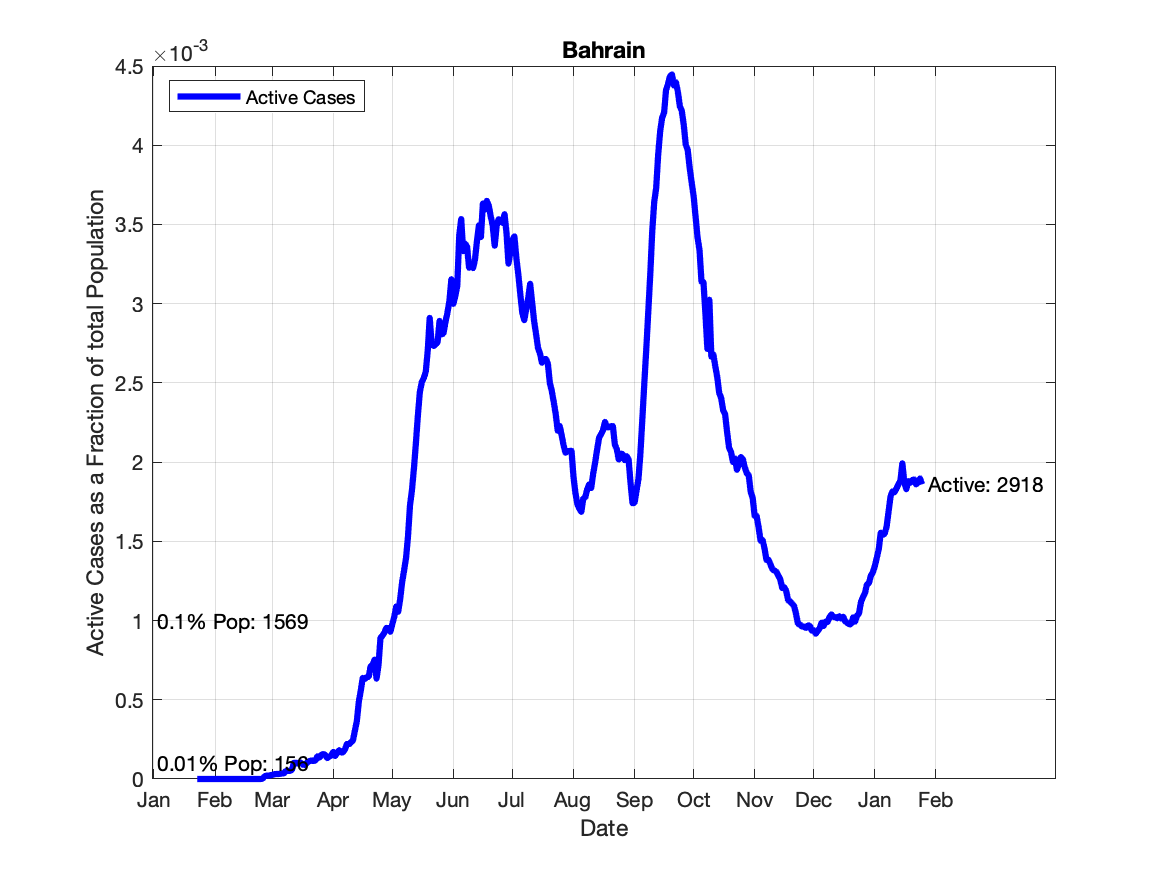 Bahrain
×10-3
4.5
4
3.5
3
2.5
2
1.5
1
0.5
0
Active Cases as a Fraction of total Population
Active Cases
Active: 2918
0.1% Pop: 1569
0.01% Pop:
Jan Feb Mar Apr May Jun Jul Aug Sep Oct Nov Dec Jan Feb
Date